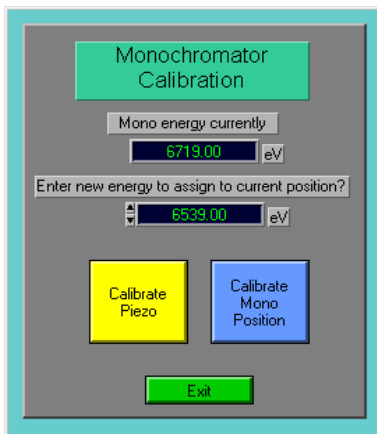 Monochromator
Calibration
Mono energy currently
6719.00 eV
Enter new energy to assign to current position?
6539.00 eV
Calibrate
Piezo
Calibrate
Mono
Position
Exit